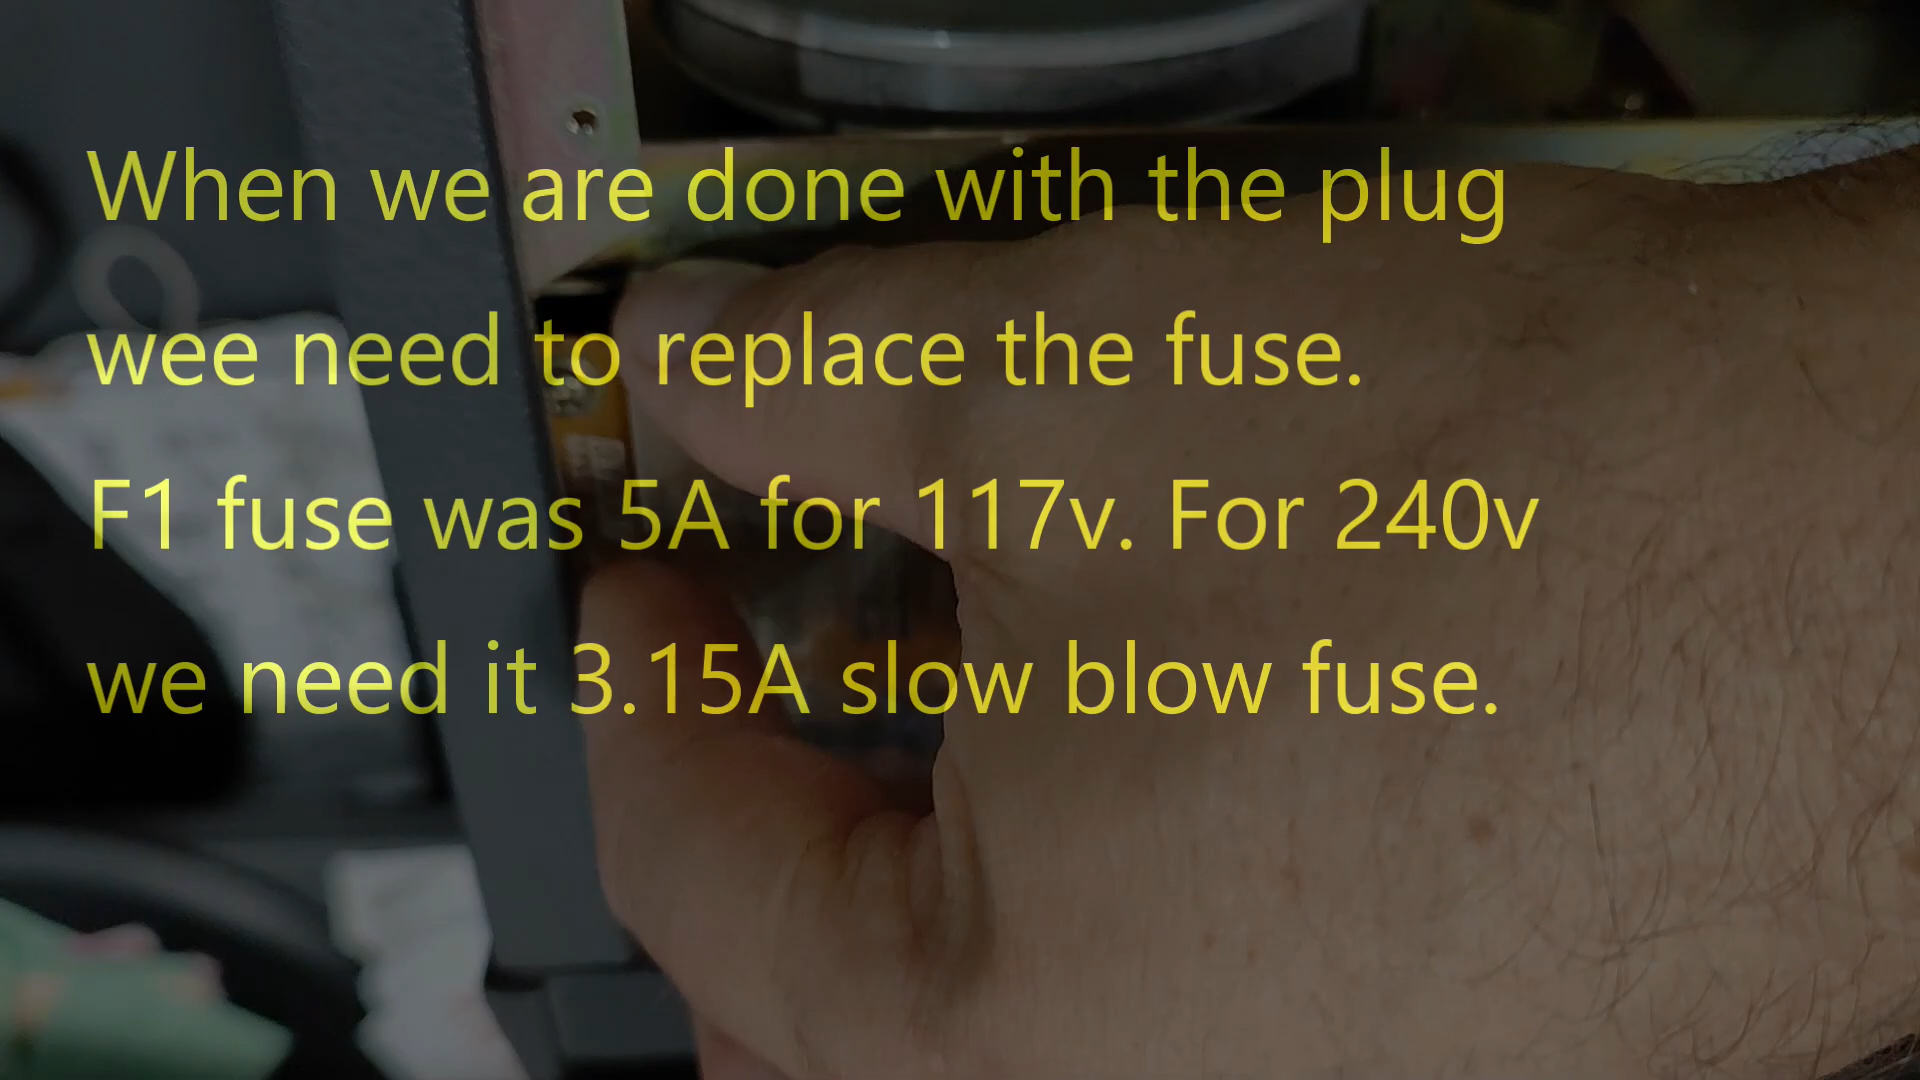 When we are done with the plug
wee need to replace the fuse.
F1 fuse was 5A for 117v. For 240v
we need it 3.15A slow blow fuse.